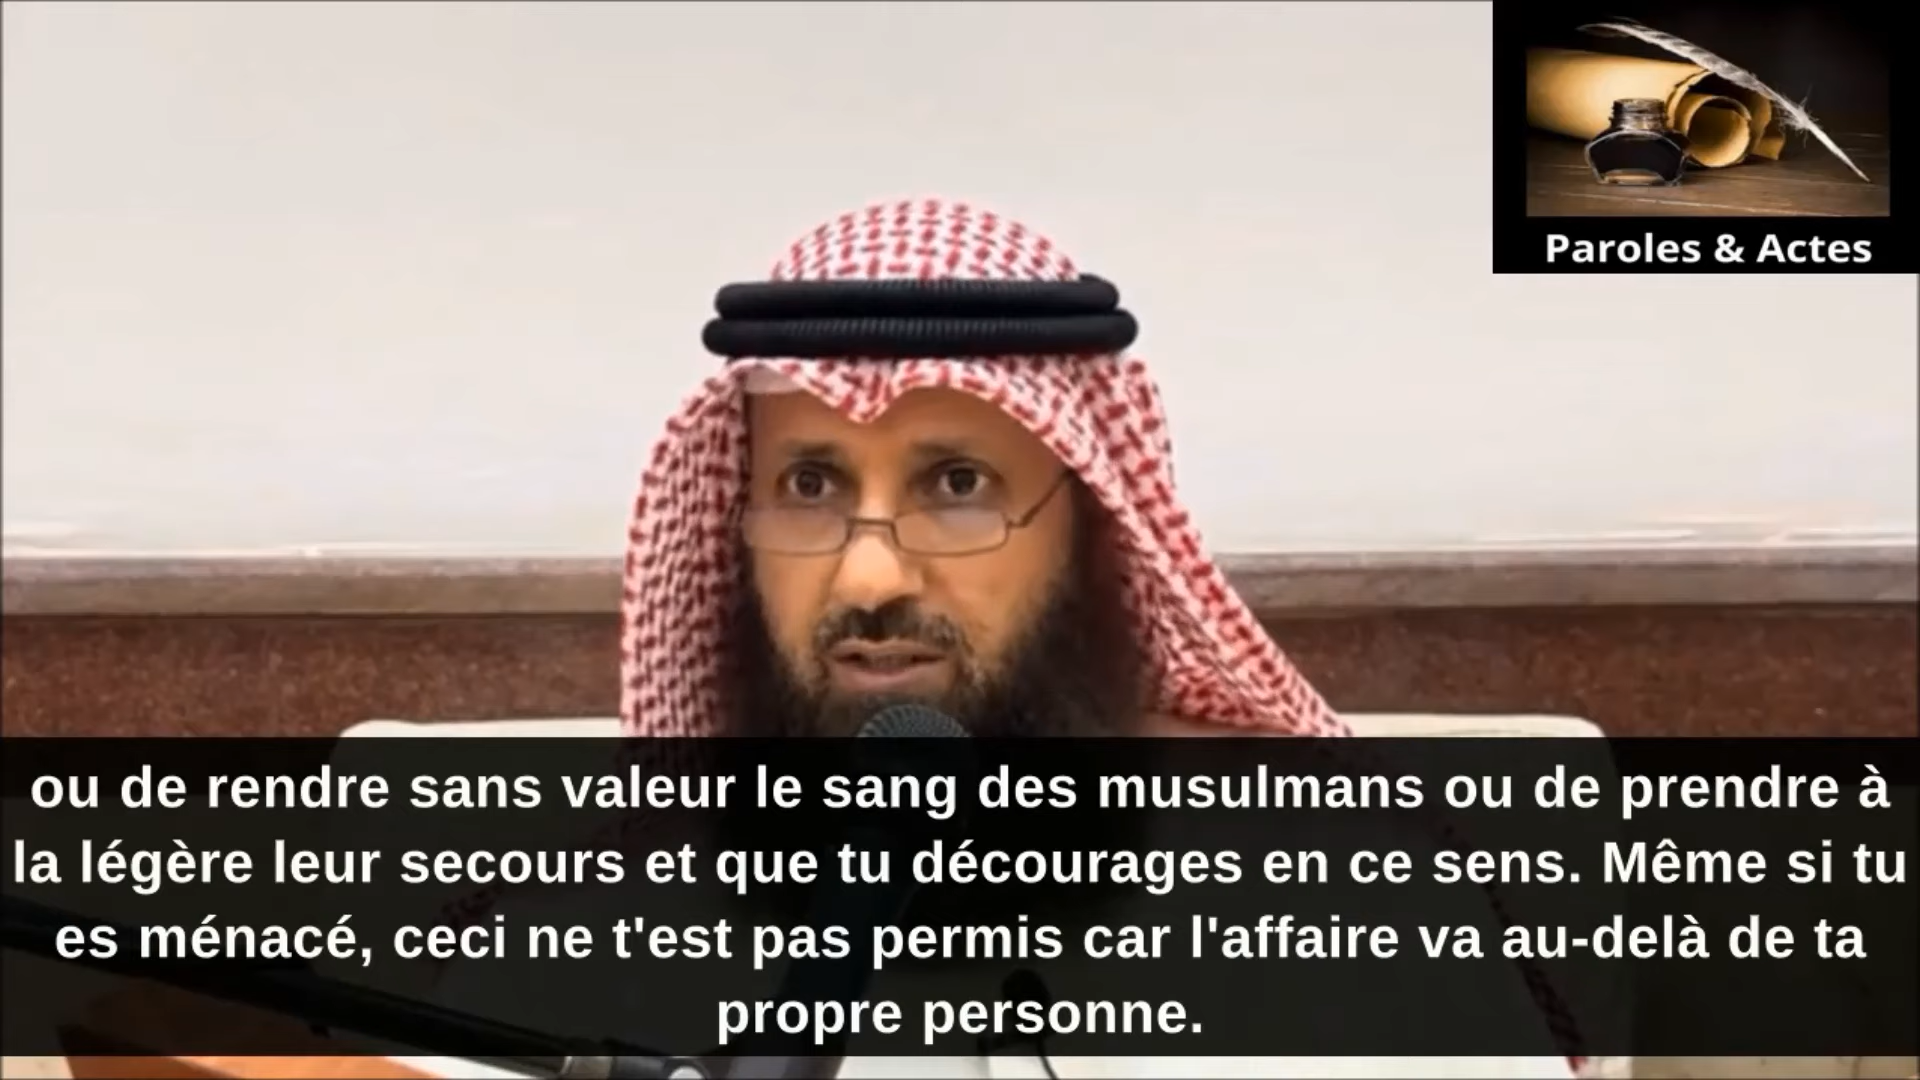 Paroles & Actes
ou de rendre sans valeur le sang des musulmans ou de prendre à
la légère leur secours et que tu décourages en ce sens. Même si tu
es ménacé, ceci ne t'est pas permis car l'affaire va au-delà de ta
propre personne.